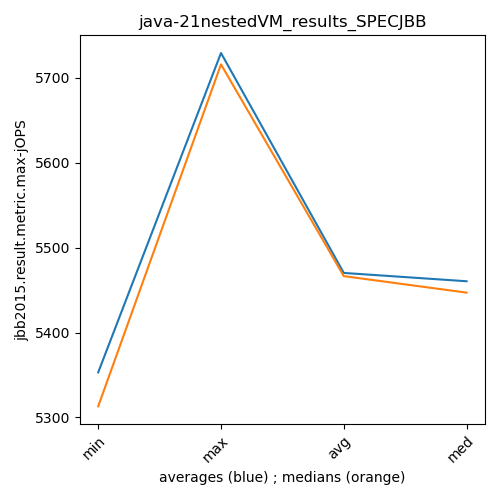 java-21nestedVM_results_SPECJBB
jbb2015.result.metric.max-jOPS
5700
5600
5500
5400
5300
min
max
avg
med
averages (blue) ; medians (orange)